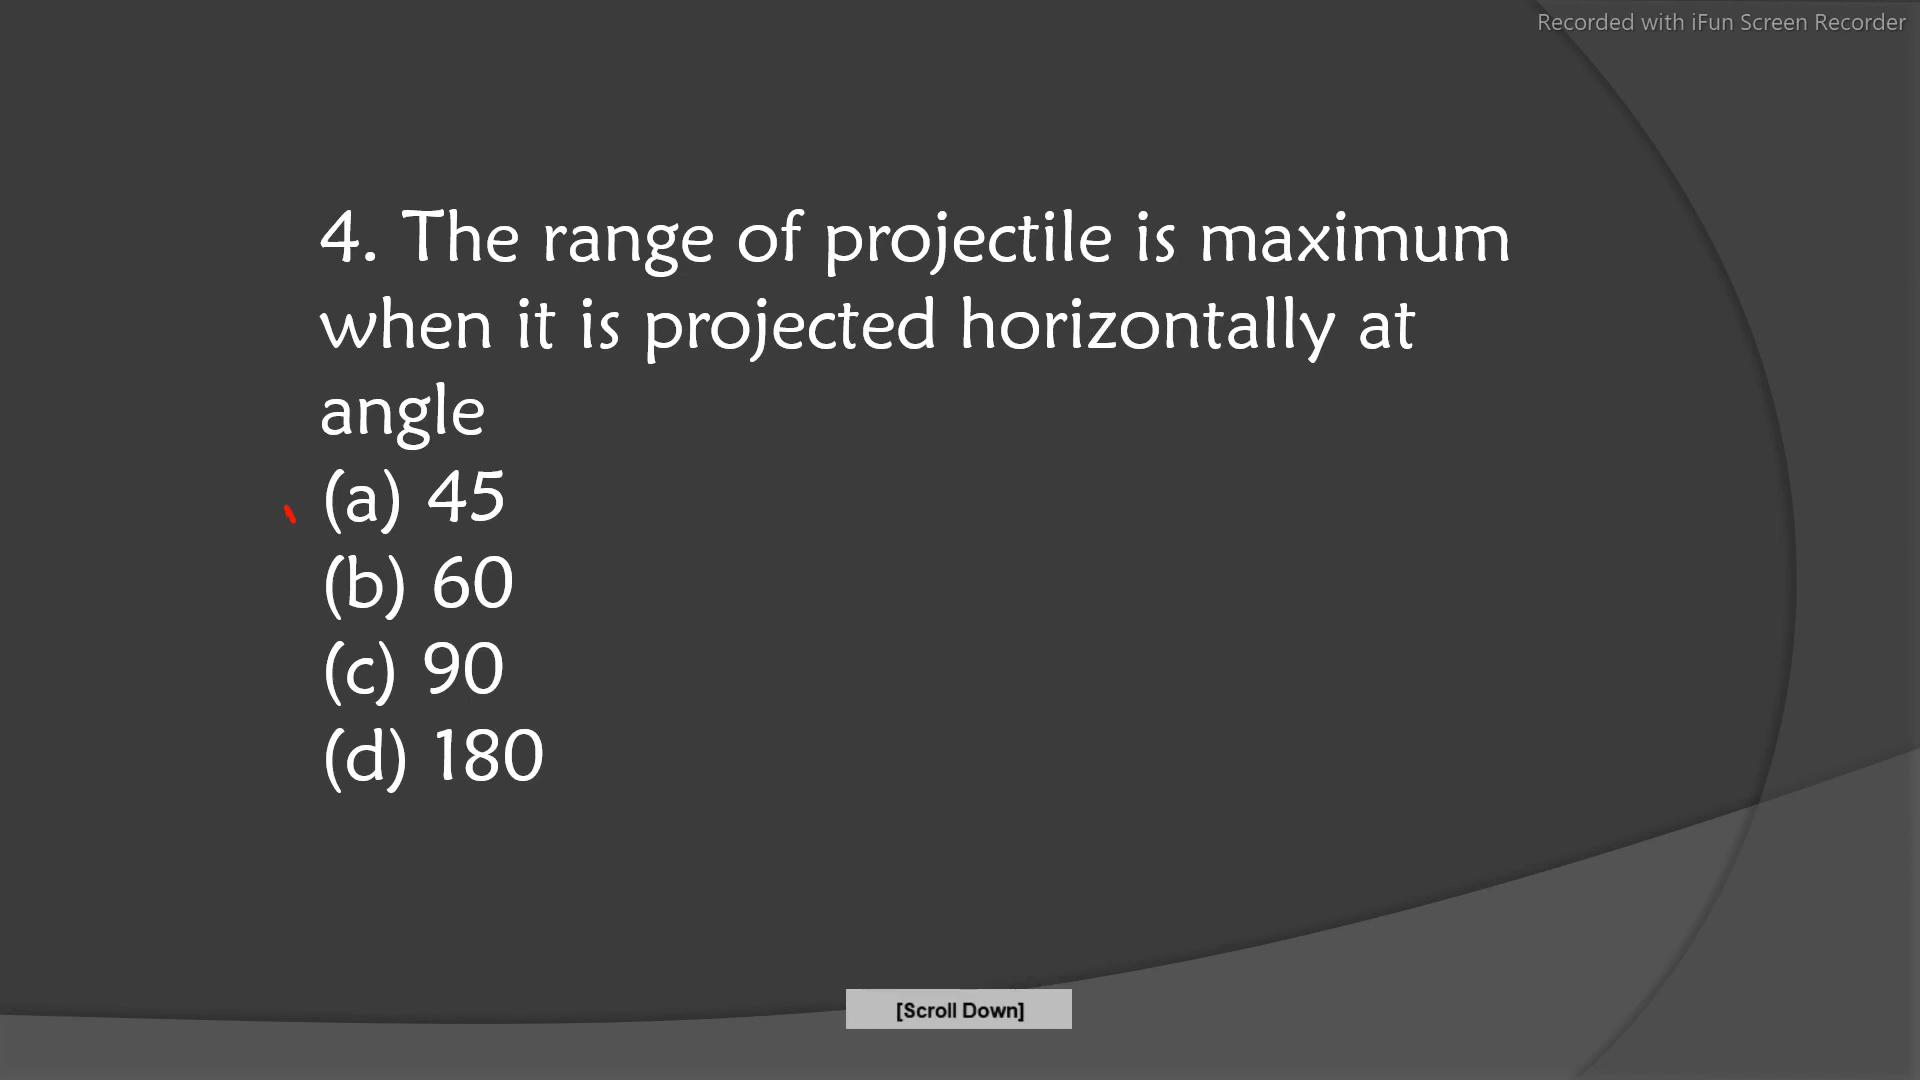 Recorded with iFun Screen Recorder
4. The range of projectile is maximum
when it is projected horizontally at
angle
(a) 45
(b) 60
(c) 90
(d) 180
[Scroll Down]